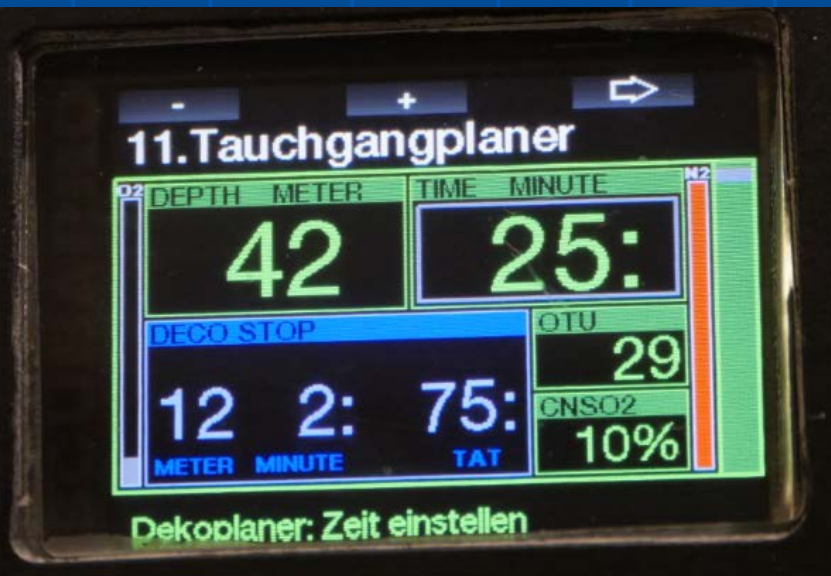 - +
11.Tauchgangplaner
O2 DEPTH METER TIME MINUTE N2
42 25:
DECO STOP OTU
29
12 2: 75: CNSO2
METER MINUTE TAT 10%
Dekoplaner: Zeit einstellen